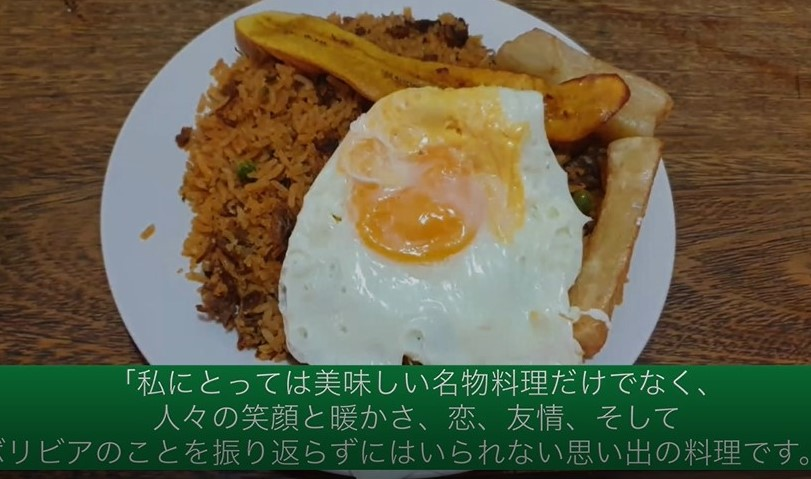 「私にとっては美味しい名物料理だけでなく、
人々の笑顔と暖かさ、恋、友情、そして
ボリビアのことを振り返らずにはいられない思い出の料理です。